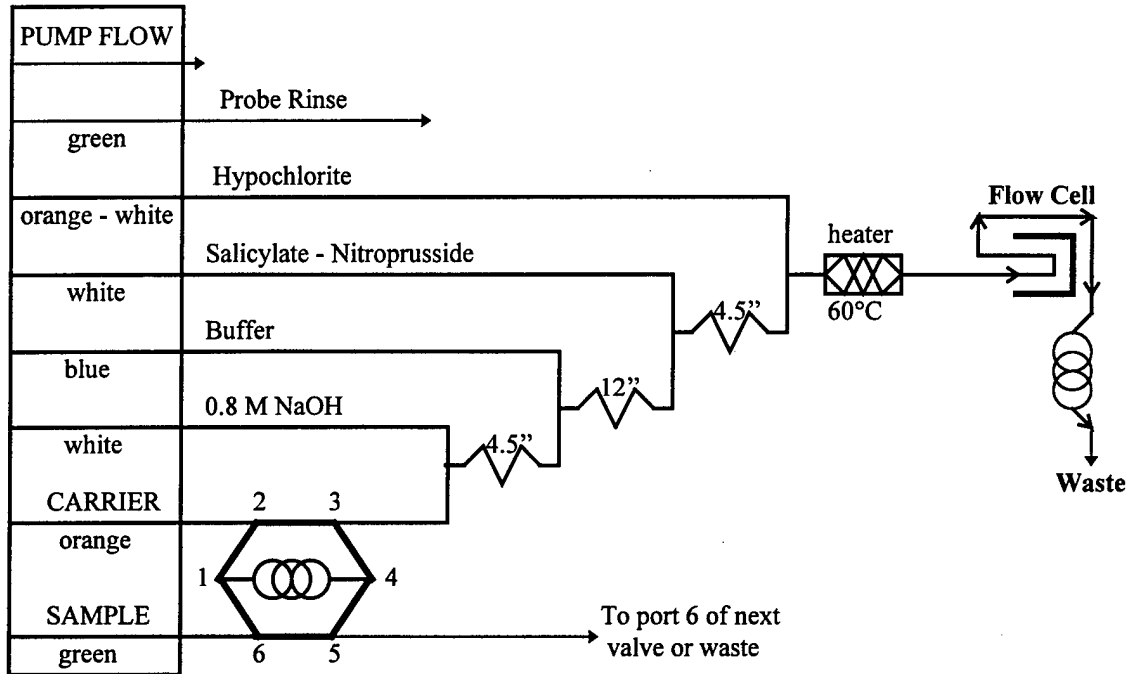 PUMP FLOW
Probe Rinse
green
Hypochlorite
orange - white
Salicylate - Nitroprusside
white
Buffer
blue
0.8 M NaOH
white
CARRIER
orange
SAMPLE
green
4.5”
12”
4.5”
heater
60°C
Flow Cell
Waste
2
3
1
4
6
5
To port 6 of next
valve or waste